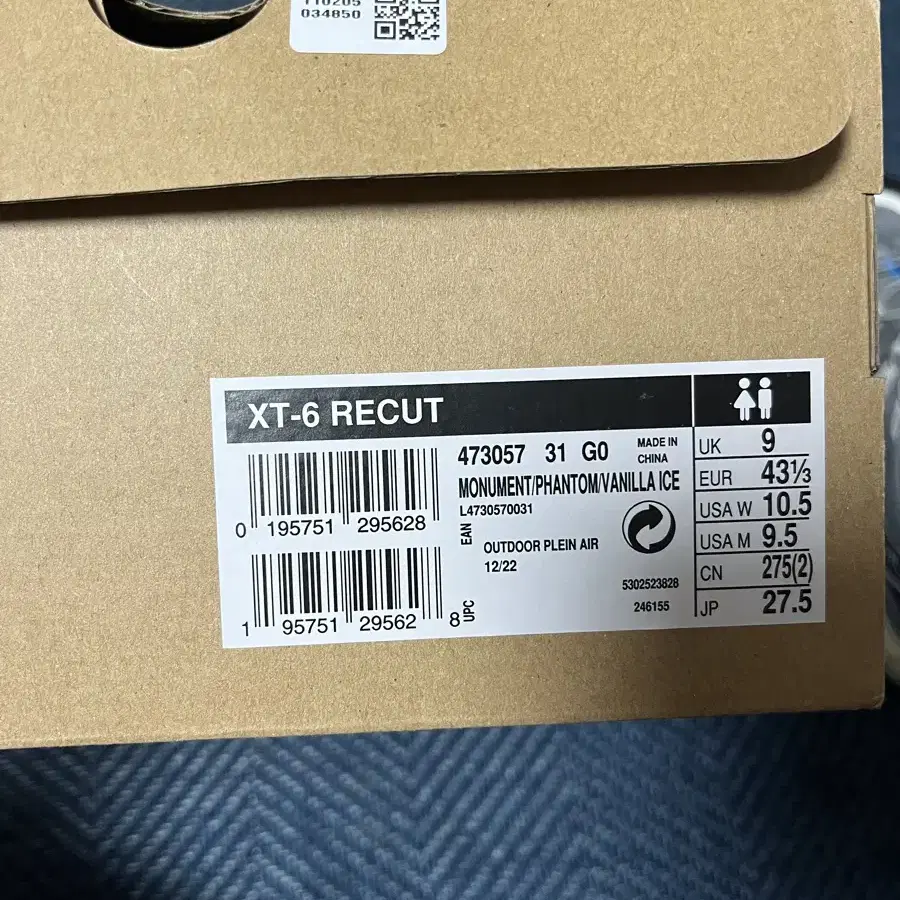 034850
XT-6 RECUT
473057 31 G0
MADE IN
CHINA
MONUMENT/PHANTOM/VANILLA ICE
L4730570031
0 195751 295628
EAN
OUTDOOR PLEIN AIR
12/22
5302523828
246155
1 95751 29562 8
UPC
UK 9
EUR 43⅓
USA W 10.5
USA M 9.5
CN 275(2)
JP 27.5